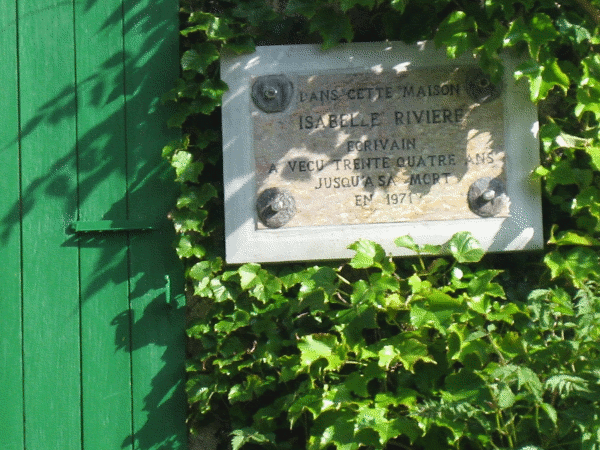 DANS CETTE MAISON
ISABELLE RIVIERE
ECRIVAIN
A VECU TRENTE QUATRE ANS
JUSQU'A SA MORT
EN 1971